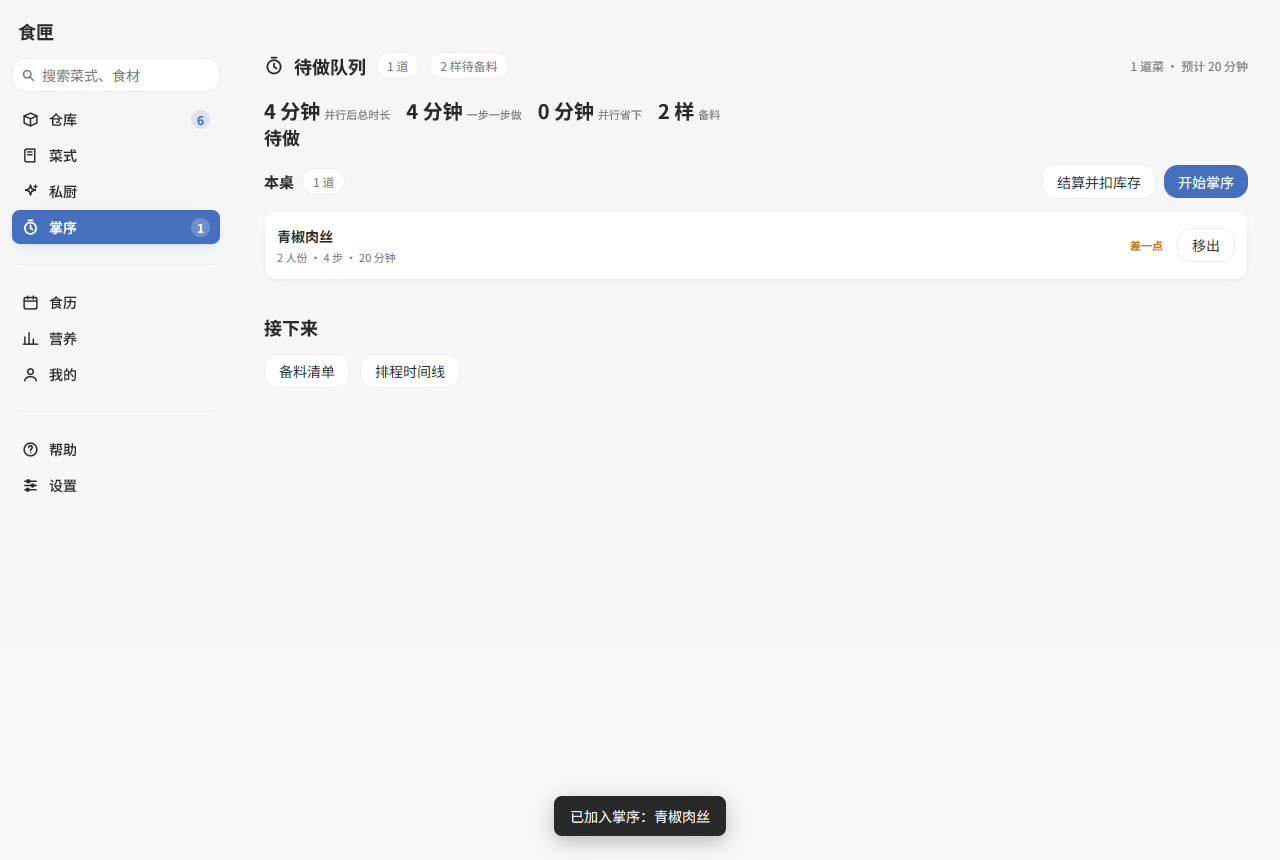 食匣
搜索菜式、食材
仓库 6
菜式
私厨
掌序 1
食历
营养
我的
帮助
设置
待做队列 1 道 2 样待备料
1 道菜 · 预计 20 分钟
4 分钟 并行后总时长 4 分钟 一步一步做 0 分钟 并行省下 2 样 备料
待做
本桌 1 道
结算并扣库存 开始掌序
青椒肉丝
2 人份 · 4 步 · 20 分钟
差一点 移出
接下来
备料清单 排程时间线
已加入掌序：青椒肉丝